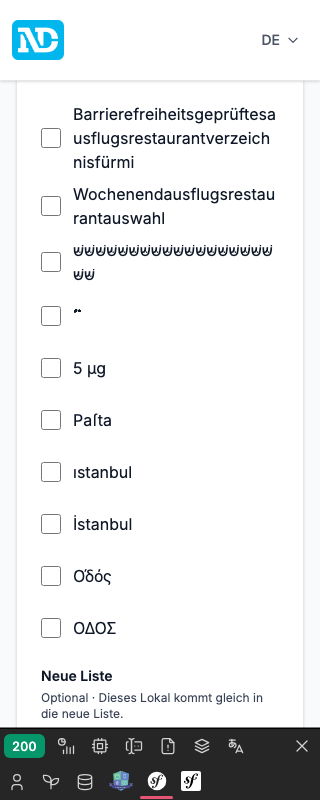 ND
DE
Barrierefreiheitsgeprüftesa
usflugsrestaurantverzeich
nisfürmi
Wochenendausflugsrestau
rantauswahl
5 µg
Paſta
ıstanbul
İstanbul
Οδός
ΟΔΟΣ
Neue Liste
Optional · Dieses Lokal kommt gleich in
die neue Liste.
200